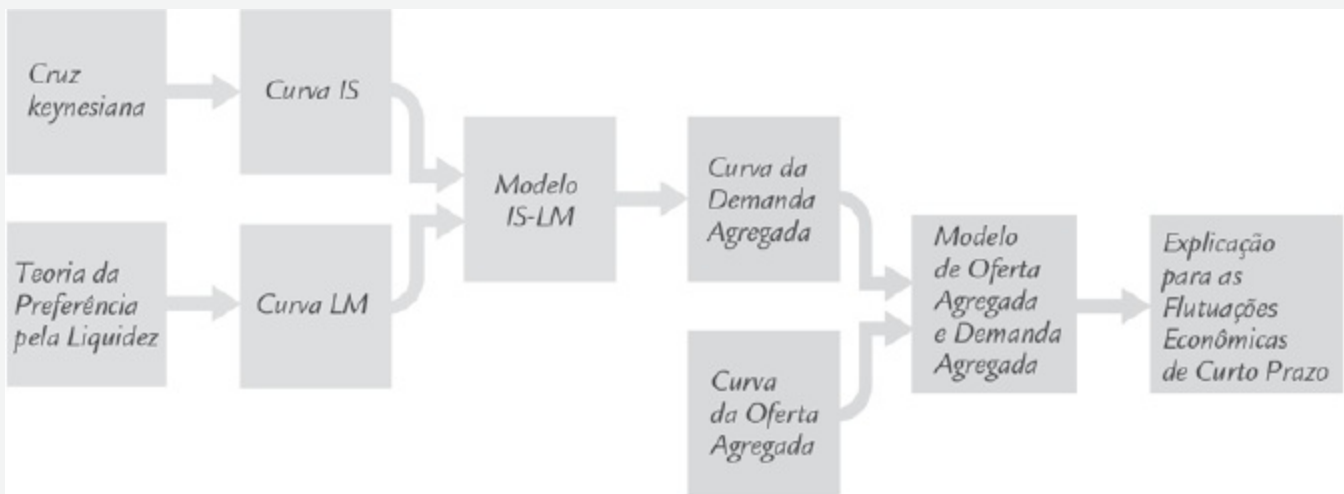 Cruz
keynesiana
Curva IS
Teoria da
Preferência
pela Liquidez
Curva LM
Modelo
IS-LM
Curva da
Demanda
Agregada
Curva
da Oferta
Agregada
Modelo
de Oferta
Agregada
e Demanda
Agregada
Explicação
para as
Flutuações
Econômicas
de Curto Prazo